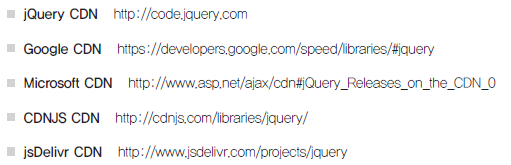 jQuery CDN http://code.jquery.com
Google CDN https://developers.google.com/speed/libraries/#jquery
Microsoft CDN http://www.asp.net/ajax/cdn#jQuery_Releases_on_the_CDN_0
CDNJS CDN http://cdnjs.com/libraries/jquery/
jsDelivr CDN http://www.jsdelivr.com/projects/jquery